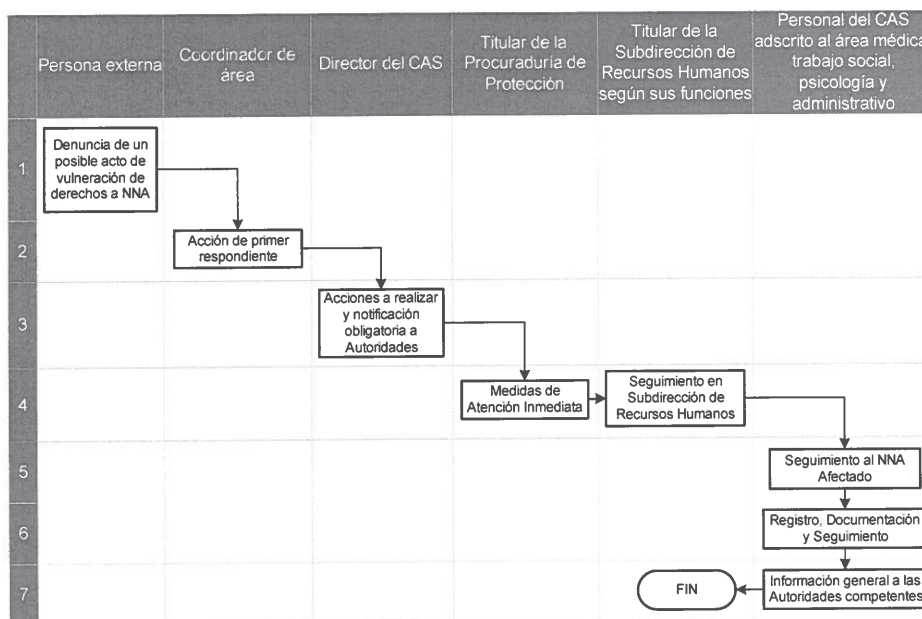 Persona externa
Coordinador de
área
Director del CAS
Titular de la
Procuraduría de
Protección
Titular de la
Subdirección de
Recursos Humanos
según sus funciones
Personal del CAS
adscrito al área médica
trabajo social,
psicología y
administrativo
1
Denuncia de un
posible acto de
vulneración de
derechos a NNA
2
Acción de primer
respondiente
3
Acciones a realizar
y notificación
obligatoria a
Autoridades
4
Medidas de
Atención Inmediata
Seguimiento en
Subdirección de
Recursos Humanos
5
Seguimiento al NNA
Afectado
6
Registro, Documentación
y Seguimiento
7
FIN
Información general a las
Autoridades competentes